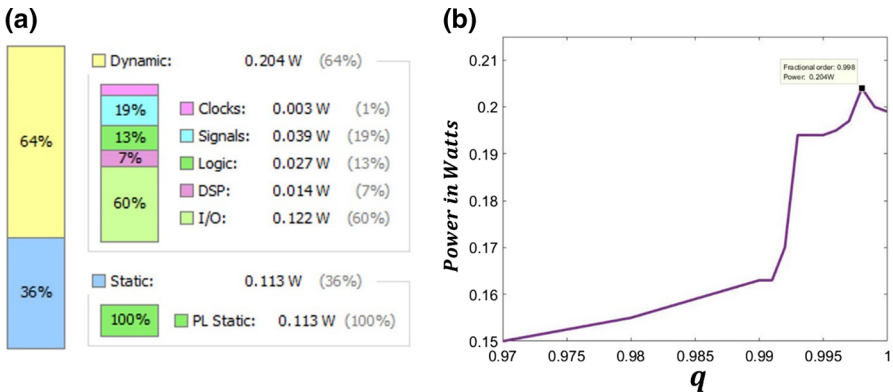 (a)
64%
36%
Dynamic: 0.204 W (64%)
19%
13%
7%
60%
Clocks: 0.003 W (1%)
Signals: 0.039 W (19%)
Logic: 0.027 W (13%)
DSP: 0.014 W (7%)
I/O: 0.122 W (60%)
Static: 0.113 W (36%)
100%
PL Static: 0.113 W (100%)
(b)
Power in Watts
0.21
0.2
0.19
0.18
0.17
0.16
0.15
Fractional order: 0.998
Power: 0.204W
0.97 0.975 0.98 0.985 0.99 0.995 1
q